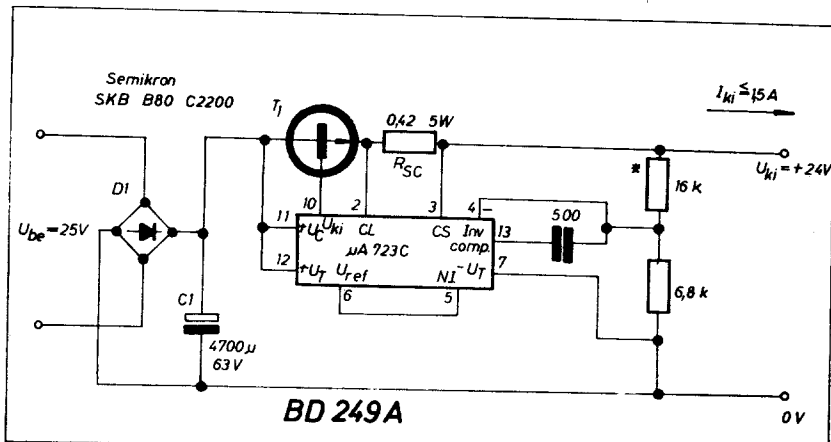 Semikron
SKB B80 C2200
T1
0,42 5W
RSC
Iki ≦ 1,5A
Uki = +24V
* 16 k
D1
Ube = 25V
10 2 3 4 –
11 +UC Uki CL CS Inv comp. 13
500
μA 723C
12 +UT Uref NI -UT 7
6 5
6,8 k
C1
4700μ
63V
BD 249A
0V